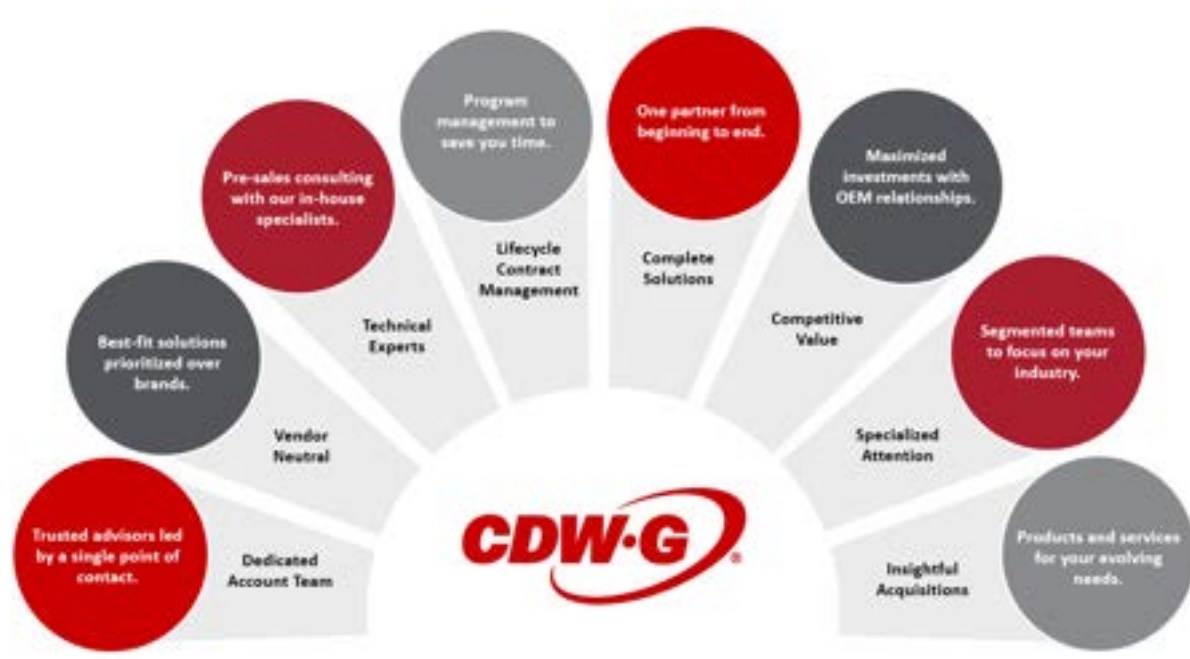 Trusted advisors led
by a single point of
contact.
Dedicated
Account Team
Best-fit solutions
prioritized over
brands.
Vendor
Neutral
Pre-sales consulting
with our in-house
specialists.
Technical
Experts
Program
management to
save you time.
Lifecycle
Contract
Management
One partner from
beginning to end.
Complete
Solutions
Maximized
investments with
OEM relationships.
Competitive
Value
Segmented teams
to focus on your
industry.
Specialized
Attention
Products and services
for your evolving
needs.
Insightful
Acquisitions
CDW·G®